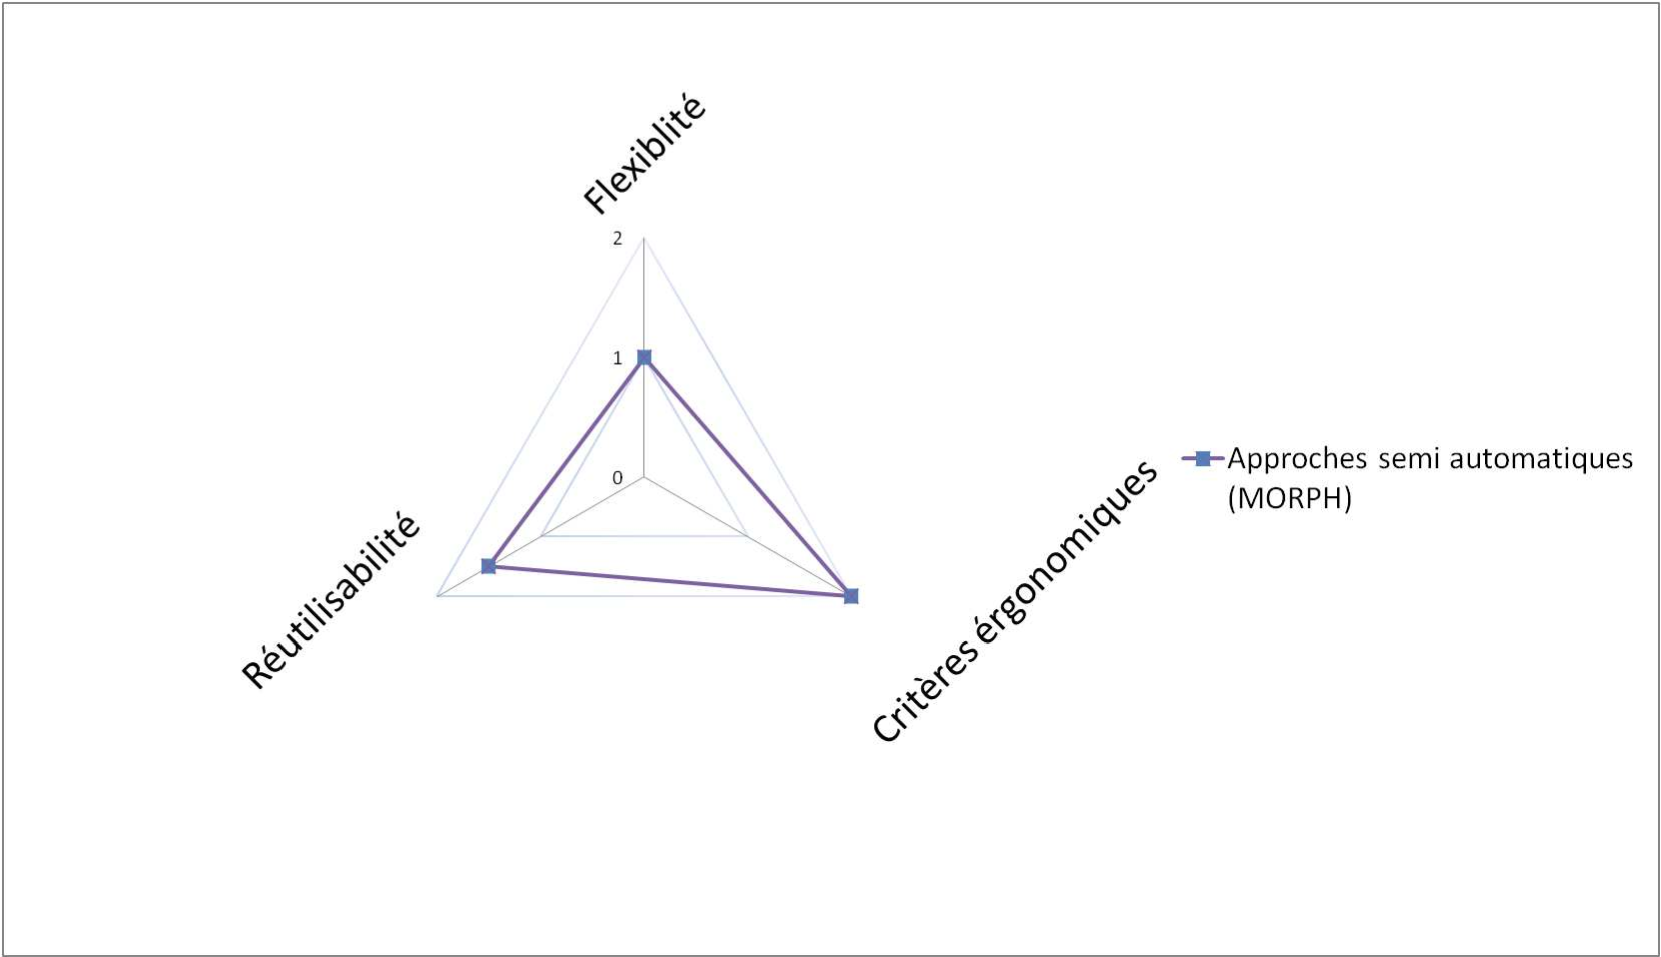 Flexiblité
2
1
0
Réutilisabilité
Critères érgonomiques
Approches semi automatiques
(MORPH)